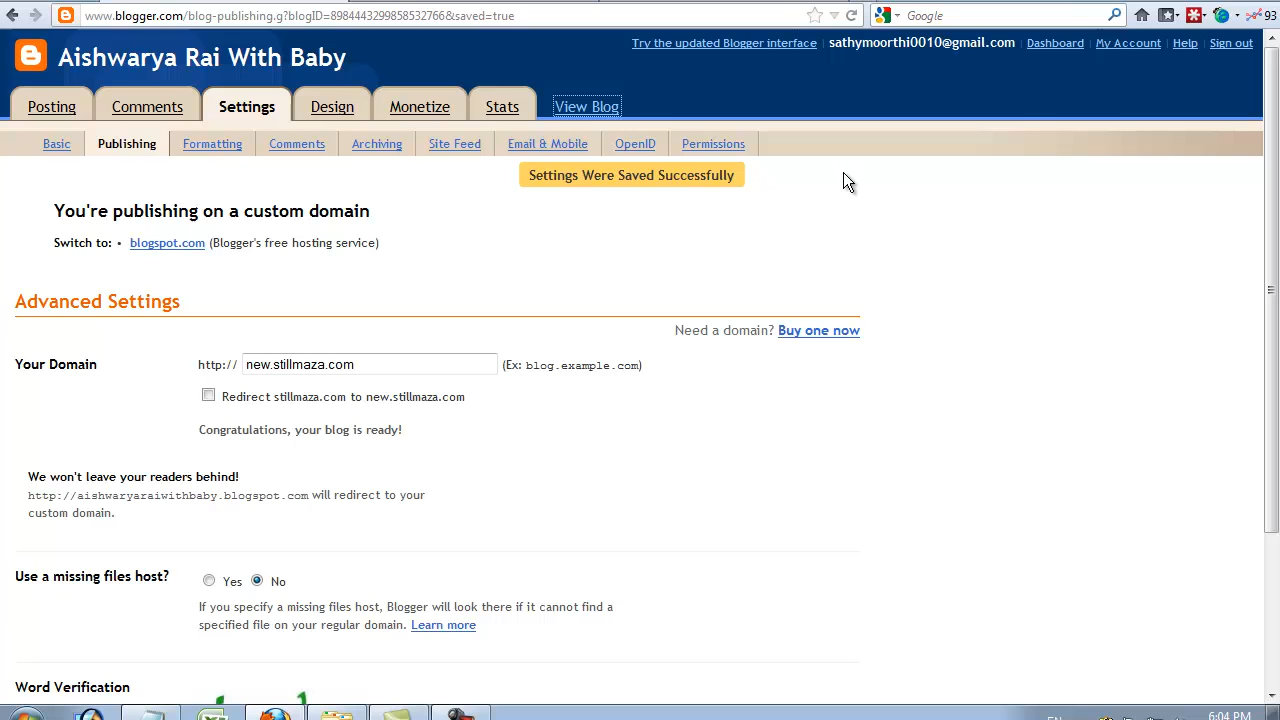 www.blogger.com/blog-publishing.g?blogID=8984443299858532766&saved=true
Google
93
Try the updated Blogger interface | sathymoorthi0010@gmail.com | Dashboard | My Account | Help | Sign out
Aishwarya Rai With Baby
Posting Comments Settings Design Monetize Stats View Blog
Basic Publishing Formatting Comments Archiving Site Feed Email & Mobile OpenID Permissions
Settings Were Saved Successfully
You're publishing on a custom domain
Switch to: • blogspot.com (Blogger's free hosting service)
Advanced Settings
Need a domain? Buy one now
Your Domain http:// new.stillmaza.com (Ex: blog.example.com)
Redirect stillmaza.com to new.stillmaza.com
Congratulations, your blog is ready!
We won't leave your readers behind!
http://aishwaryaraiwithbaby.blogspot.com will redirect to your
custom domain.
Use a missing files host? Yes No
If you specify a missing files host, Blogger will look there if it cannot find a
specified file on your regular domain. Learn more
Word Verification
EN 6:04 PM